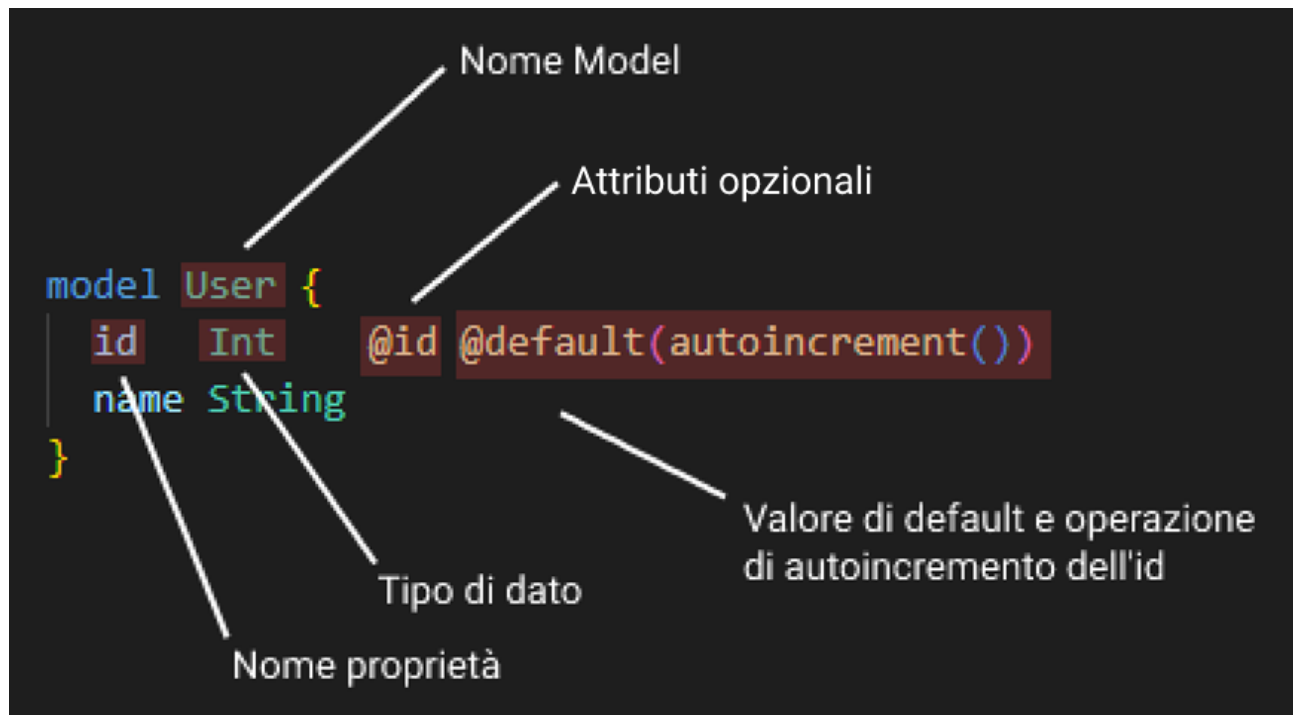 Nome Model
Attributi opzionali
model User {
id Int @id @default(autoincrement())
name String
}
Valore di default e operazione
di autoincremento dell'id
Tipo di dato
Nome proprietà